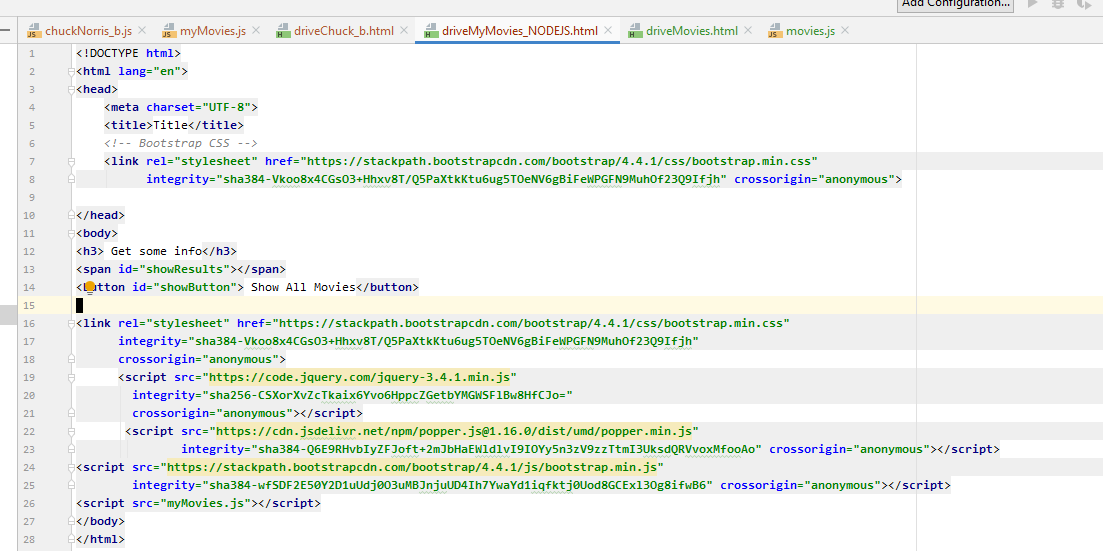 Add Configuration...
chuckNorris_b.js myMovies.js driveChuck_b.html driveMyMovies_NODEJS.html driveMovies.html movies.js
1 <!DOCTYPE html>
2 <html lang="en">
3 <head>
4 <meta charset="UTF-8">
5 <title>Title</title>
6 <!-- Bootstrap CSS -->
7 <link rel="stylesheet" href="https://stackpath.bootstrapcdn.com/bootstrap/4.4.1/css/bootstrap.min.css"
8 integrity="sha384-Vkoo8x4CGsO3+Hhxv8T/Q5PaXtkKtu6ug5TOeNV6gBiFeWPGFN9MuhOf23Q9Ifjh" crossorigin="anonymous">
9
10 </head>
11 <body>
12 <h3> Get some info</h3>
13 <span id="showResults"></span>
14 <button id="showButton"> Show All Movies</button>
15
16 <link rel="stylesheet" href="https://stackpath.bootstrapcdn.com/bootstrap/4.4.1/css/bootstrap.min.css"
17 integrity="sha384-Vkoo8x4CGsO3+Hhxv8T/Q5PaXtkKtu6ug5TOeNV6gBiFeWPGFN9MuhOf23Q9Ifjh"
18 crossorigin="anonymous">
19 <script src="https://code.jquery.com/jquery-3.4.1.min.js"
20 integrity="sha256-CSXorXvZcTkaix6Yvo6HppcZGetbYMGWSFlBw8HfCJo="
21 crossorigin="anonymous"></script>
22 <script src="https://cdn.jsdelivr.net/npm/popper.js@1.16.0/dist/umd/popper.min.js"
23 integrity="sha384-Q6E9RHvbIyZFJoft+2mJbHaEWldlvI9IOYy5n3zV9zzTtmI3UksdQRVvoxMfooAo" crossorigin="anonymous"></script>
24 <script src="https://stackpath.bootstrapcdn.com/bootstrap/4.4.1/js/bootstrap.min.js"
25 integrity="sha384-wfSDF2E50Y2D1uUdj0O3uMBJnjuUD4Ih7YwaYd1iqfktj0Uod8GCExl3Og8ifwB6" crossorigin="anonymous"></script>
26 <script src="myMovies.js"></script>
27 </body>
28 </html>